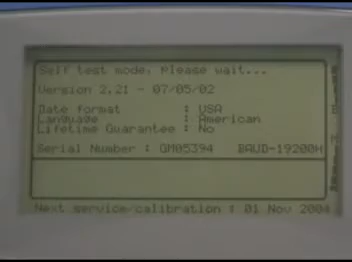 Self test mode, Please wait...
Version 2.21 - 07/05/02
Date format : USA
Language : American
Lifetime Guarantee : No
Serial Number : GM05394 BAUD-19200H
Next service/calibration : 01 Nov 2004